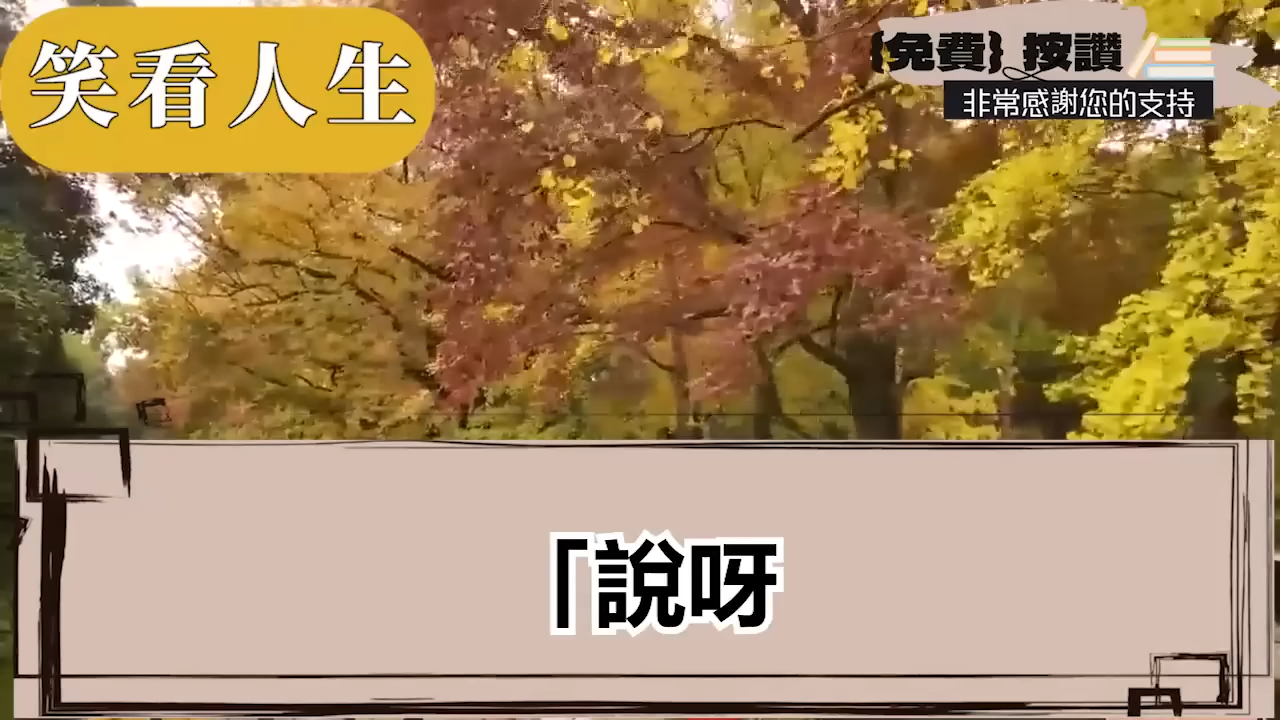 笑看人生
{免費} 按讚
非常感謝您的支持
「說呀